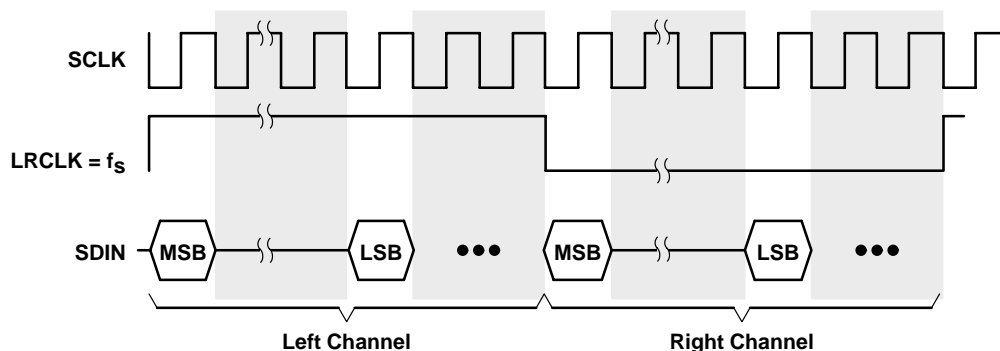 SCLK
LRCLK = fs
SDIN MSB LSB ••• MSB LSB •••
Left Channel Right Channel